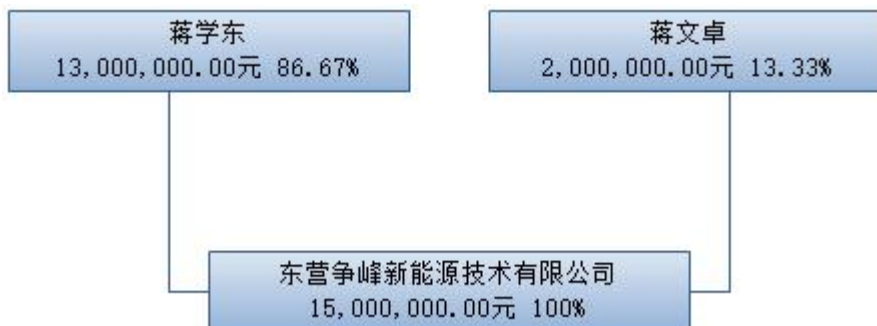 蒋学东
13,000,000.00元 86.67%
蒋文卓
2,000,000.00元 13.33%
东营争峰新能源技术有限公司
15,000,000.00元 100%